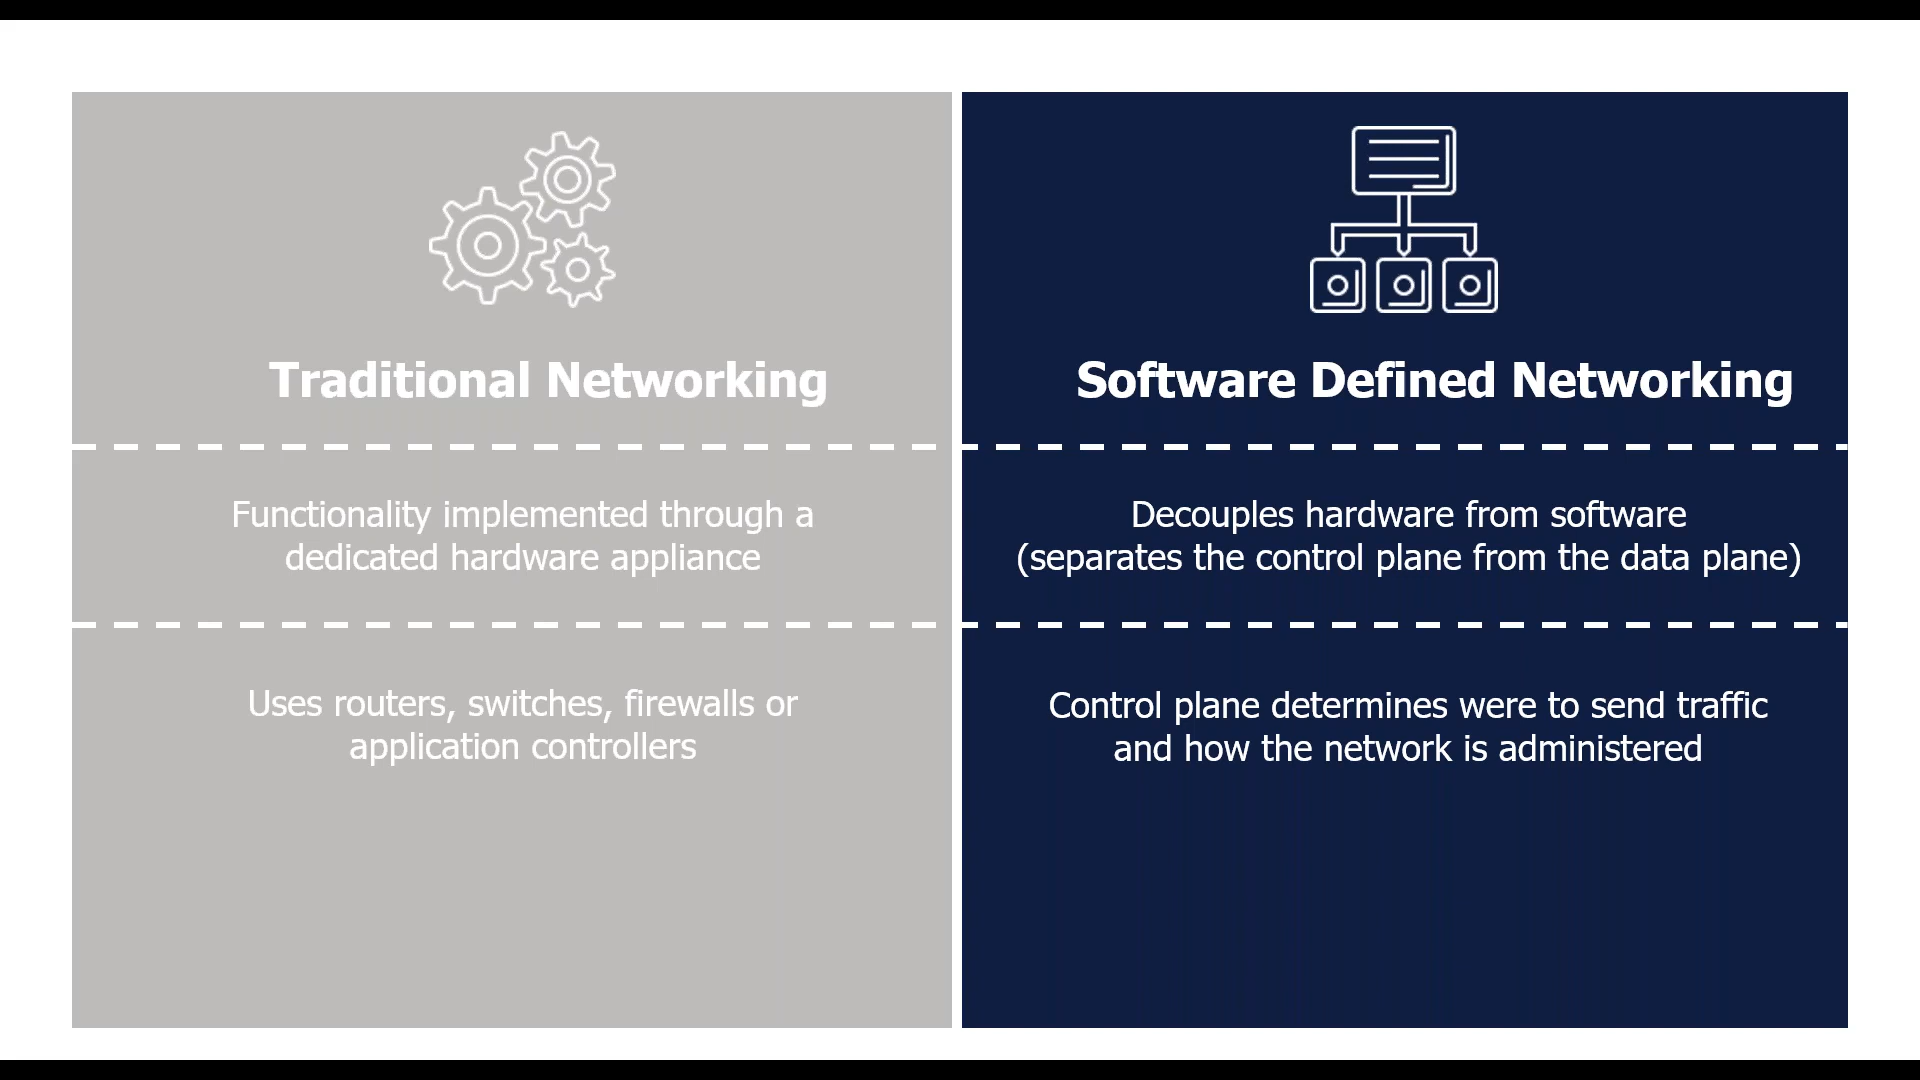 Traditional Networking
Functionality implemented through a
dedicated hardware appliance
Uses routers, switches, firewalls or
application controllers
Software Defined Networking
Decouples hardware from software
(separates the control plane from the data plane)
Control plane determines were to send traffic
and how the network is administered